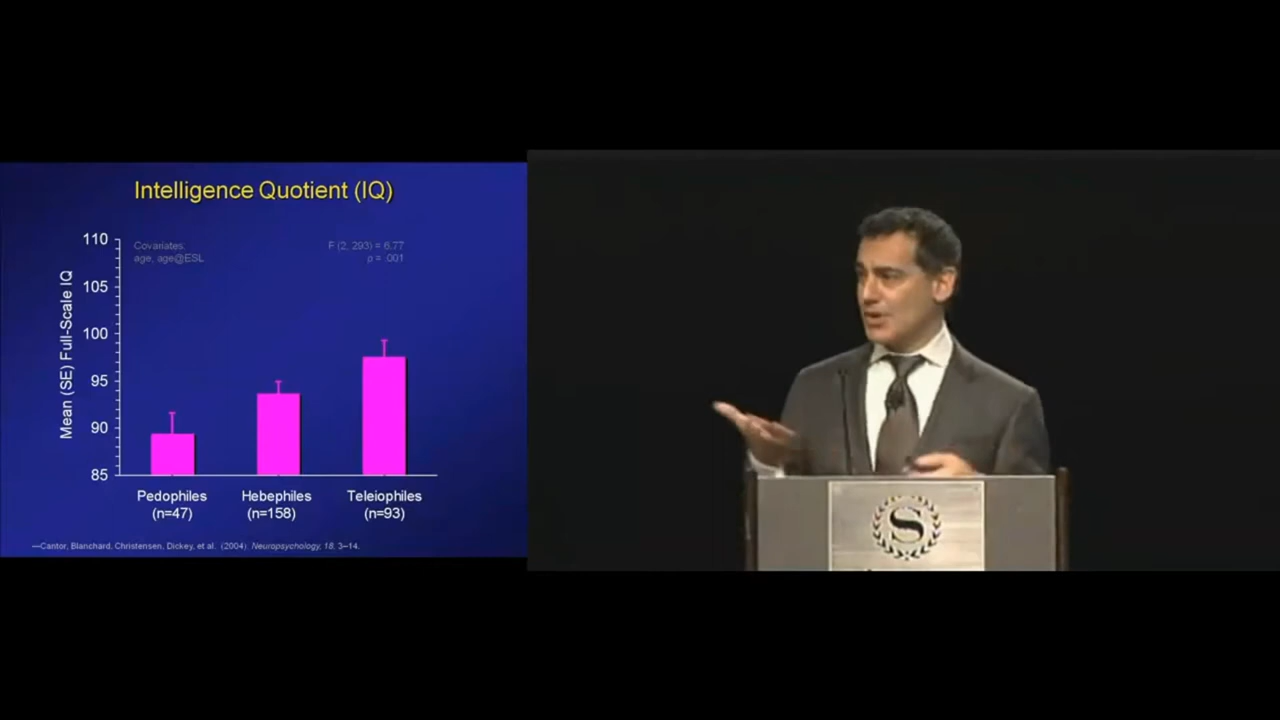 Intelligence Quotient (IQ)
Mean (SE) Full-Scale IQ
110
105
100
95
90
85
Covariates:
age, age@ESL
F (2, 293) = 6.77
p = .001
Pedophiles
(n=47)
Hebephiles
(n=158)
Teleiophiles
(n=93)
—Cantor, Blanchard, Christensen, Dickey, et al. (2004). Neuropsychology, 18, 3–14.
S